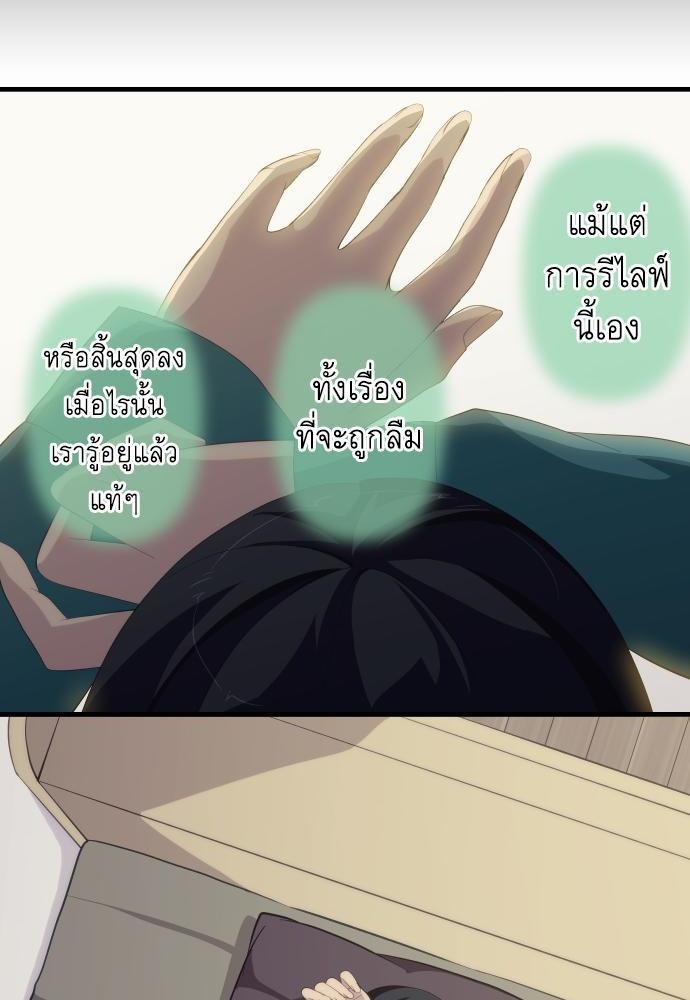 แม้แต่
การรีไลฟ์
นี้เอง
ทั้งเรื่อง
ที่จะถูกลืม
หรือสิ้นสุดลง
เมื่อไรนั้น
เรารู้อยู่แล้ว
แท้ๆ